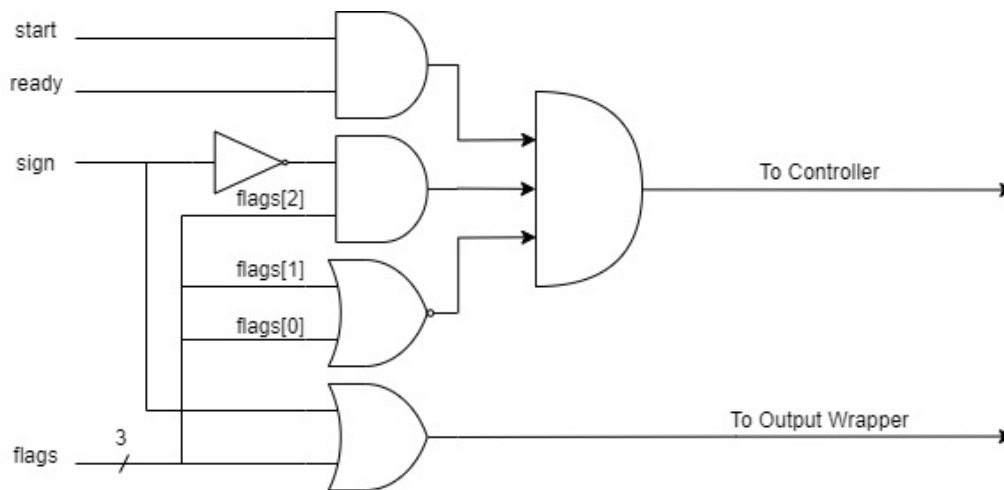 start
ready
sign
flags[2]
To Controller
flags[1]
flags[0]
To Output Wrapper
3
flags